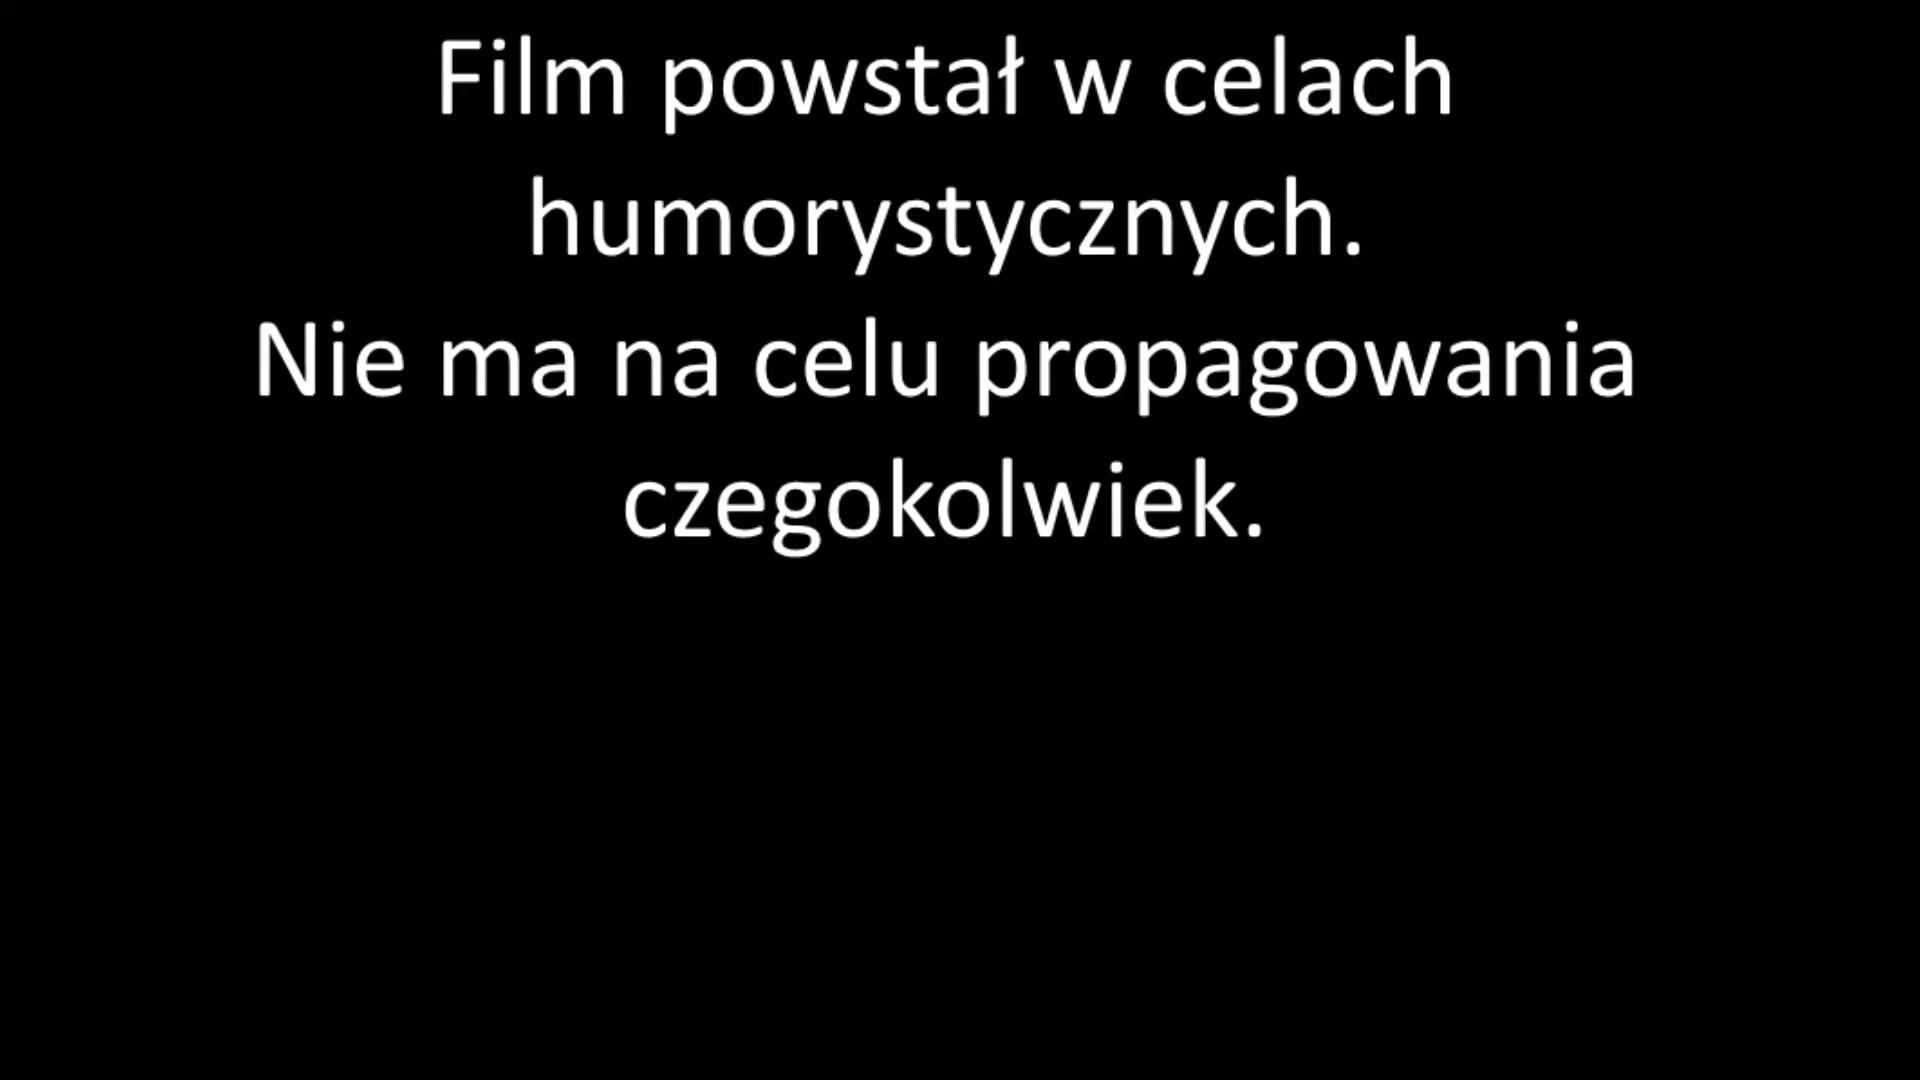 Film powstał w celach
humorystycznych.
Nie ma na celu propagowania
czegokolwiek.